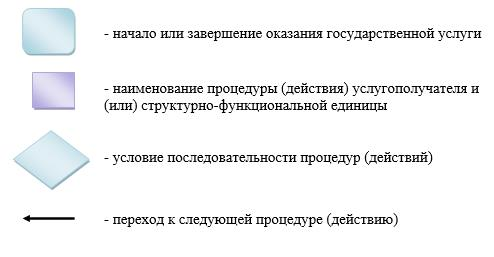 - начало или завершение оказания государственной услуги
- наименование процедуры (действия) услугополучателя и
(или) структурно-функциональной единицы
- условие последовательности процедур (действий)
- переход к следующей процедуре (действию)